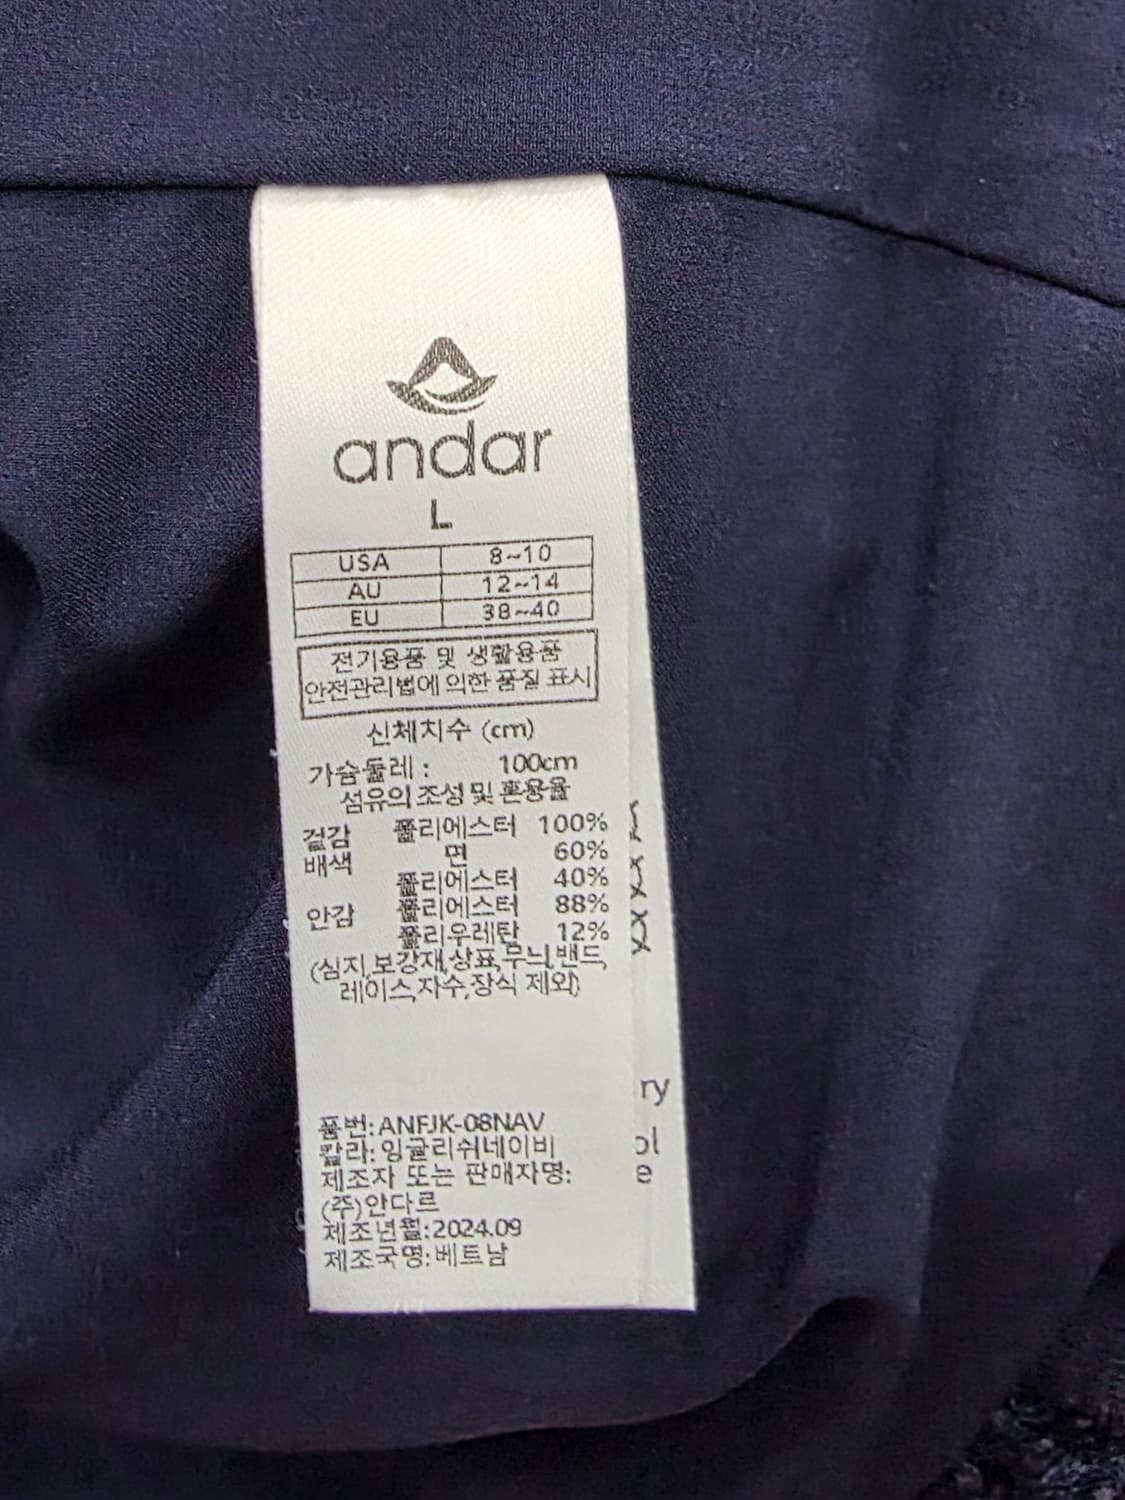 andar
L
USA 8~10
AU 12~14
EU 38~40
전기용품 및 생활용품
안전관리법에 의한 품질 표시
신체치수 (cm)
가슴둘레 : 100cm
섬유의 조성 및 혼용율
겉감 폴리에스터 100%
배색 면 60%
폴리에스터 40%
안감 폴리에스터 88%
폴리우레탄 12%
(심지,보강재,상표,무늬,밴드,
레이스,자수,장식 제외)
품번:ANFJK-08NAV
칼라:잉글리쉬네이비
제조자 또는 판매자명:
(주)안다르
제조년월:2024.09
제조국명:베트남
ry
ol
e